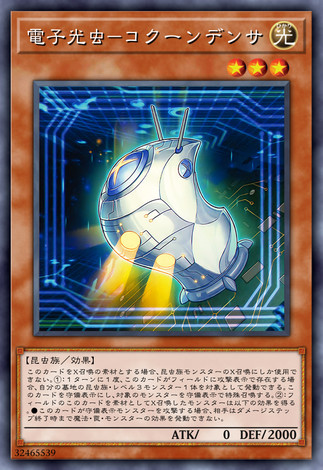 電子光虫－コクーンデンサ
光
【昆虫族／効果】
このカードをX召喚の素材とする場合、昆虫族モンスターのX召喚にしか使用で
きない。①：１ターンに１度、このカードがフィールドに攻撃表示で存在する場
合、自分の墓地の昆虫族・レベル３モンスター１体を対象として発動できる。こ
のカードを守備表示にし、対象のモンスターを守備表示で特殊召喚する。②：フ
ィールドのこのカードを素材としてX召喚したモンスターは以下の効果を得
る。●このカードが守備表示モンスターを攻撃する場合、相手はダメージステッ
プ終了時まで魔法・罠・モンスターの効果を発動できない。
ATK/ 0 DEF/2000
32465539